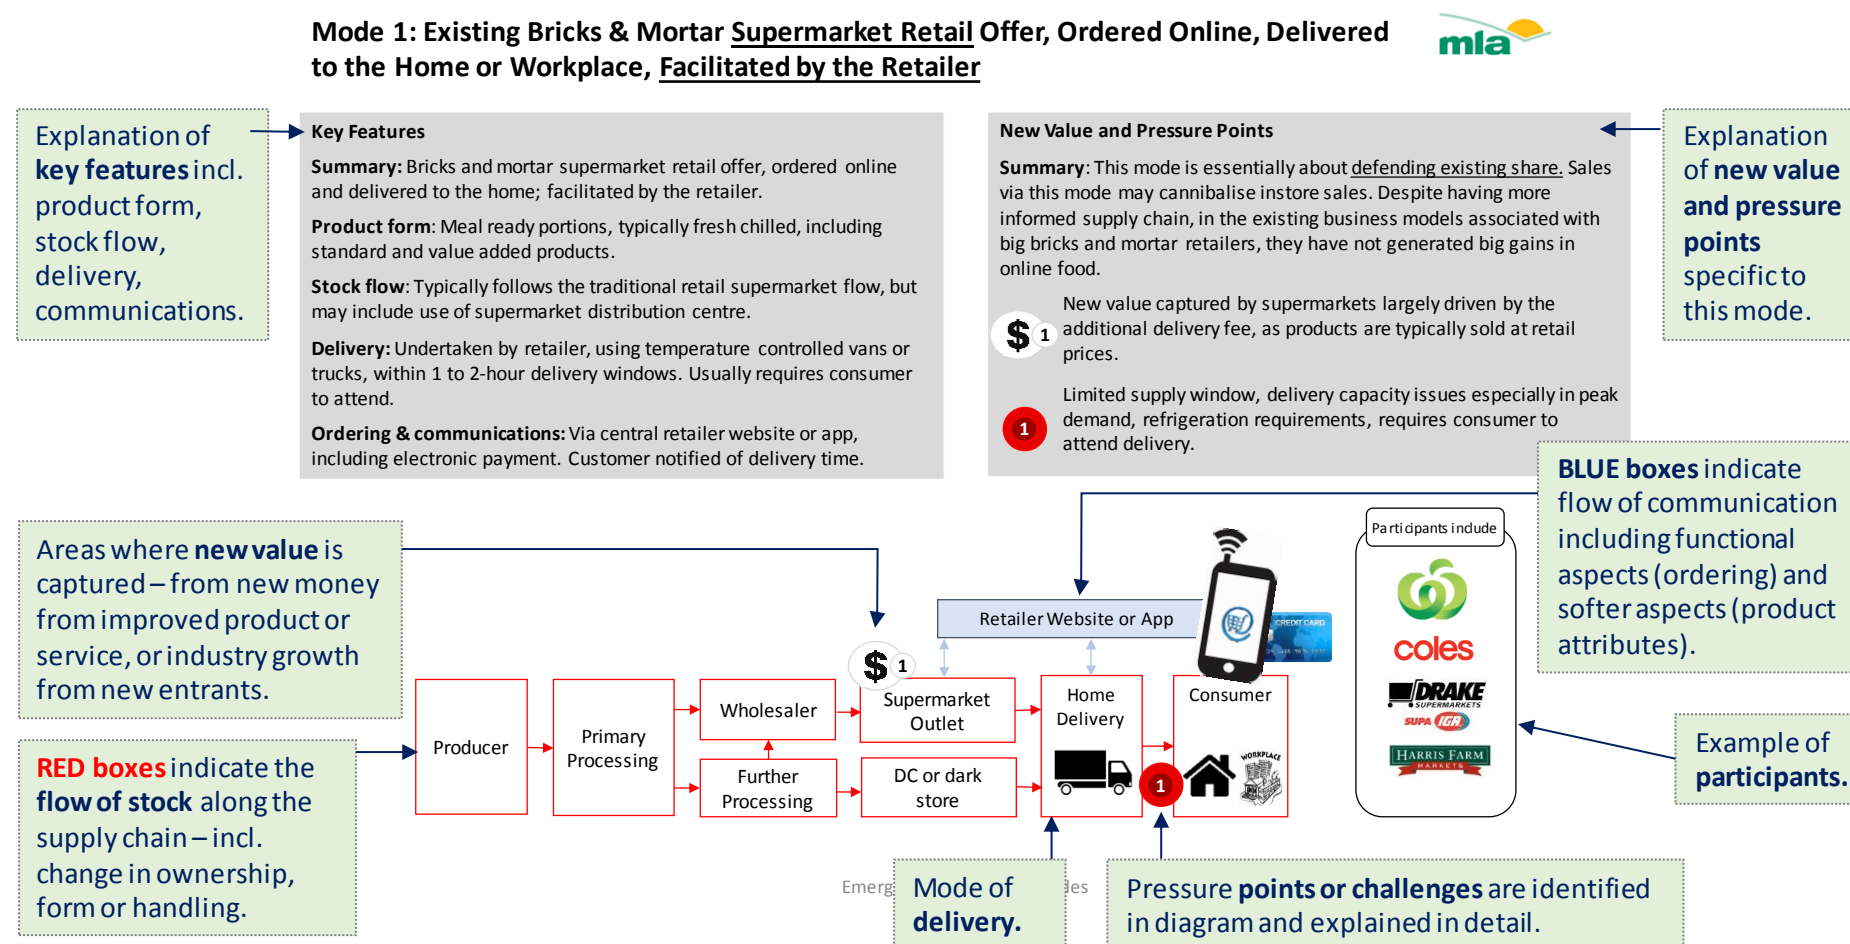 Mode 1: Existing Bricks & Mortar Supermarket Retail Offer, Ordered Online, Delivered
to the Home or Workplace, Facilitated by the Retailer
mla
Explanation of
key features incl.
product form,
stock flow,
delivery,
communications.
Key Features
Summary: Bricks and mortar supermarket retail offer, ordered online
and delivered to the home; facilitated by the retailer.
Product form: Meal ready portions, typically fresh chilled, including
standard and value added products.
Stock flow: Typically follows the traditional retail supermarket flow, but
may include use of supermarket distribution centre.
Delivery: Undertaken by retailer, using temperature controlled vans or
trucks, within 1 to 2-hour delivery windows. Usually requires consumer
to attend.
Ordering & communications: Via central retailer website or app,
including electronic payment. Customer notified of delivery time.
New Value and Pressure Points
Summary: This mode is essentially about defending existing share. Sales
via this mode may cannibalise instore sales. Despite having more
informed supply chain, in the existing business models associated with
big bricks and mortar retailers, they have not generated big gains in
online food.
$ 1
New value captured by supermarkets largely driven by the
additional delivery fee, as products are typically sold at retail
prices.
1
Limited supply window, delivery capacity issues especially in peak
demand, refrigeration requirements, requires consumer to
attend delivery.
Explanation
of new value
and pressure
points
specific to
this mode.
BLUE boxes indicate
flow of communication
including functional
aspects (ordering) and
softer aspects (product
attributes).
Areas where new value is
captured – from new money
from improved product or
service, or industry growth
from new entrants.
RED boxes indicate the
flow of stock along the
supply chain – incl.
change in ownership,
form or handling.
Retailer Website or App
CREDIT CARD
$ 1
Producer
Primary
Processing
Wholesaler
Further
Processing
Supermarket
Outlet
DC or dark
store
Home
Delivery
Consumer
WORKPLACE
1
Participants include
coles
DRAKE
SUPERMARKETS
SUPA IGA
HARRIS FARM
MARKETS
Example of
participants.
Emerg
des
Mode of
delivery.
Pressure points or challenges are identified
in diagram and explained in detail.